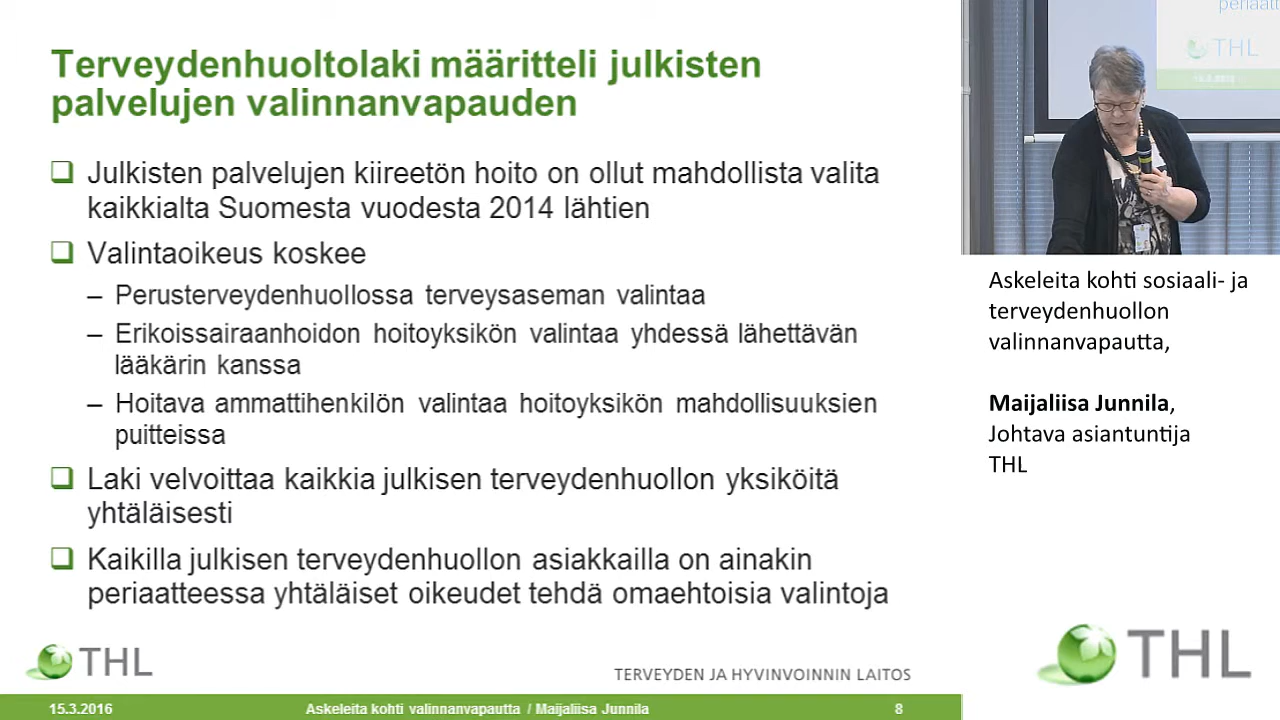 Terveydenhuoltolaki määritteli julkisten
palvelujen valinnanvapauden
Julkisten palvelujen kiireetön hoito on ollut mahdollista valita
kaikkialta Suomesta vuodesta 2014 lähtien
Valintaoikeus koskee
– Perusterveydenhuollossa terveysaseman valintaa
– Erikoissairaanhoidon hoitoyksikön valintaa yhdessä lähettävän
lääkärin kanssa
– Hoitava ammattihenkilön valintaa hoitoyksikön mahdollisuuksien
puitteissa
Laki velvoittaa kaikkia julkisen terveydenhuollon yksiköitä
yhtäläisesti
Kaikilla julkisen terveydenhuollon asiakkailla on ainakin
periaatteessa yhtäläiset oikeudet tehdä omaehtoisia valintoja
THL
TERVEYDEN JA HYVINVOINNIN LAITOS
15.3.2016 Askeleita kohti valinnanvapautta / Maijaliisa Junnila 8
THL
15.3.2016
Askeleita kohti sosiaali- ja
terveydenhuollon
valinnanvapautta,
Maijaliisa Junnila,
Johtava asiantuntija
THL
THL